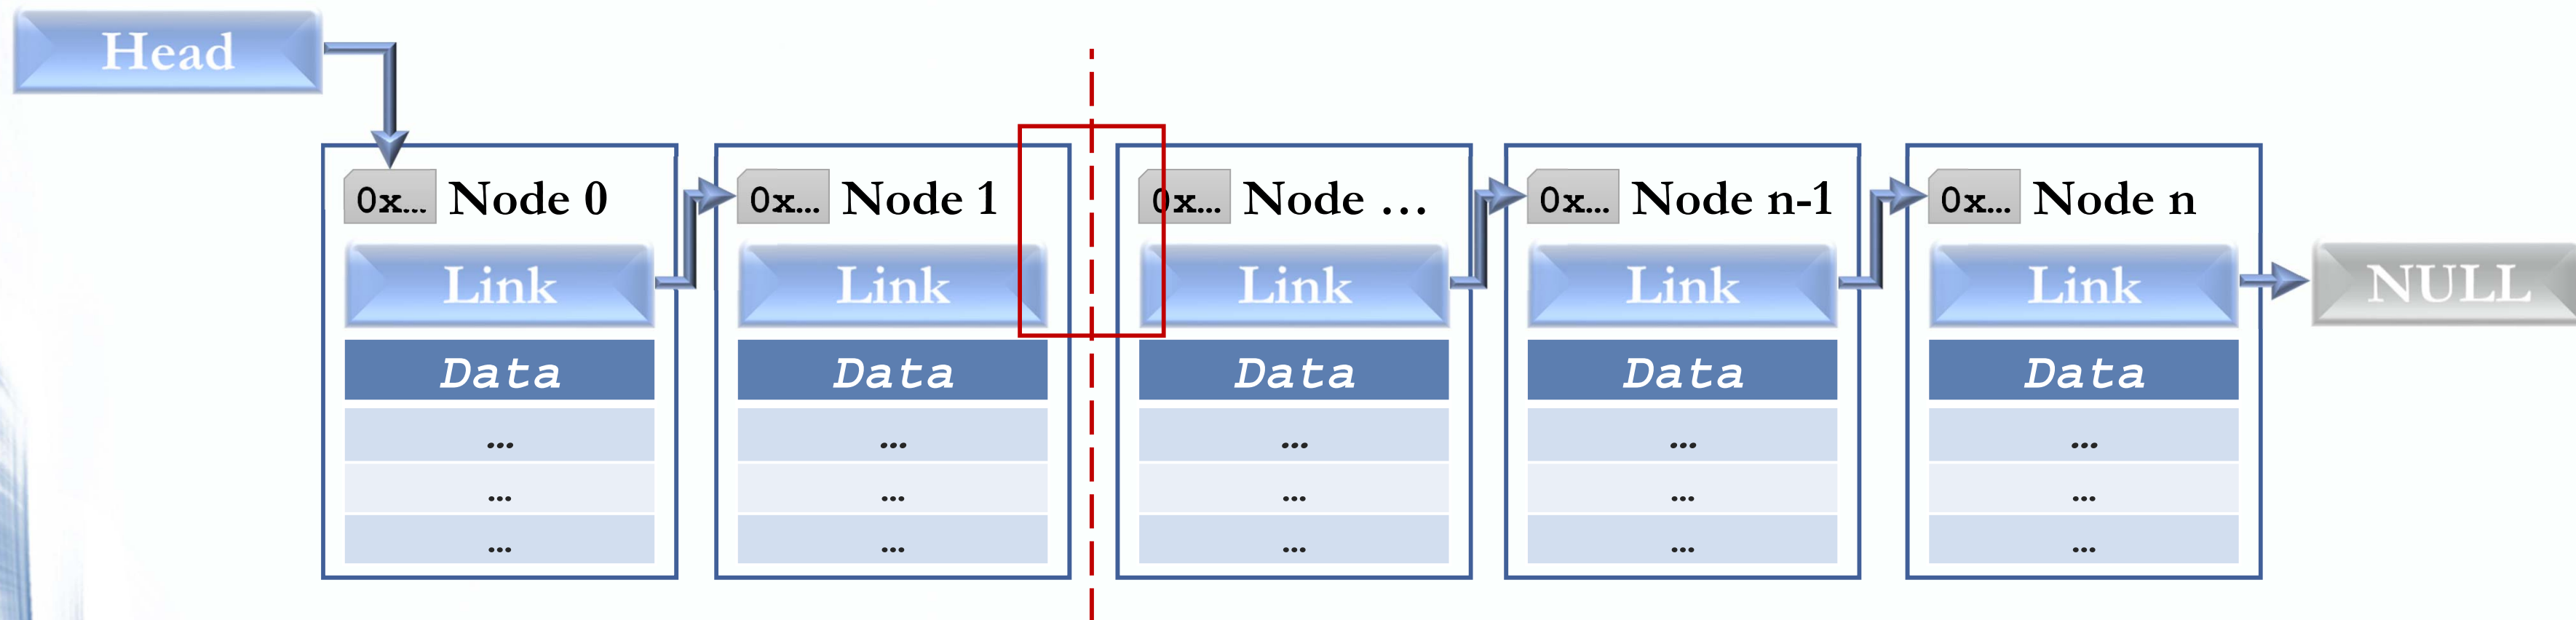 Head
0x... Node 0
Link
Data
...
...
...
0x... Node 1
Link
Data
...
...
...
0x... Node ...
Link
Data
...
...
...
0x... Node n-1
Link
Data
...
...
...
0x... Node n
Link
Data
...
...
...
NULL